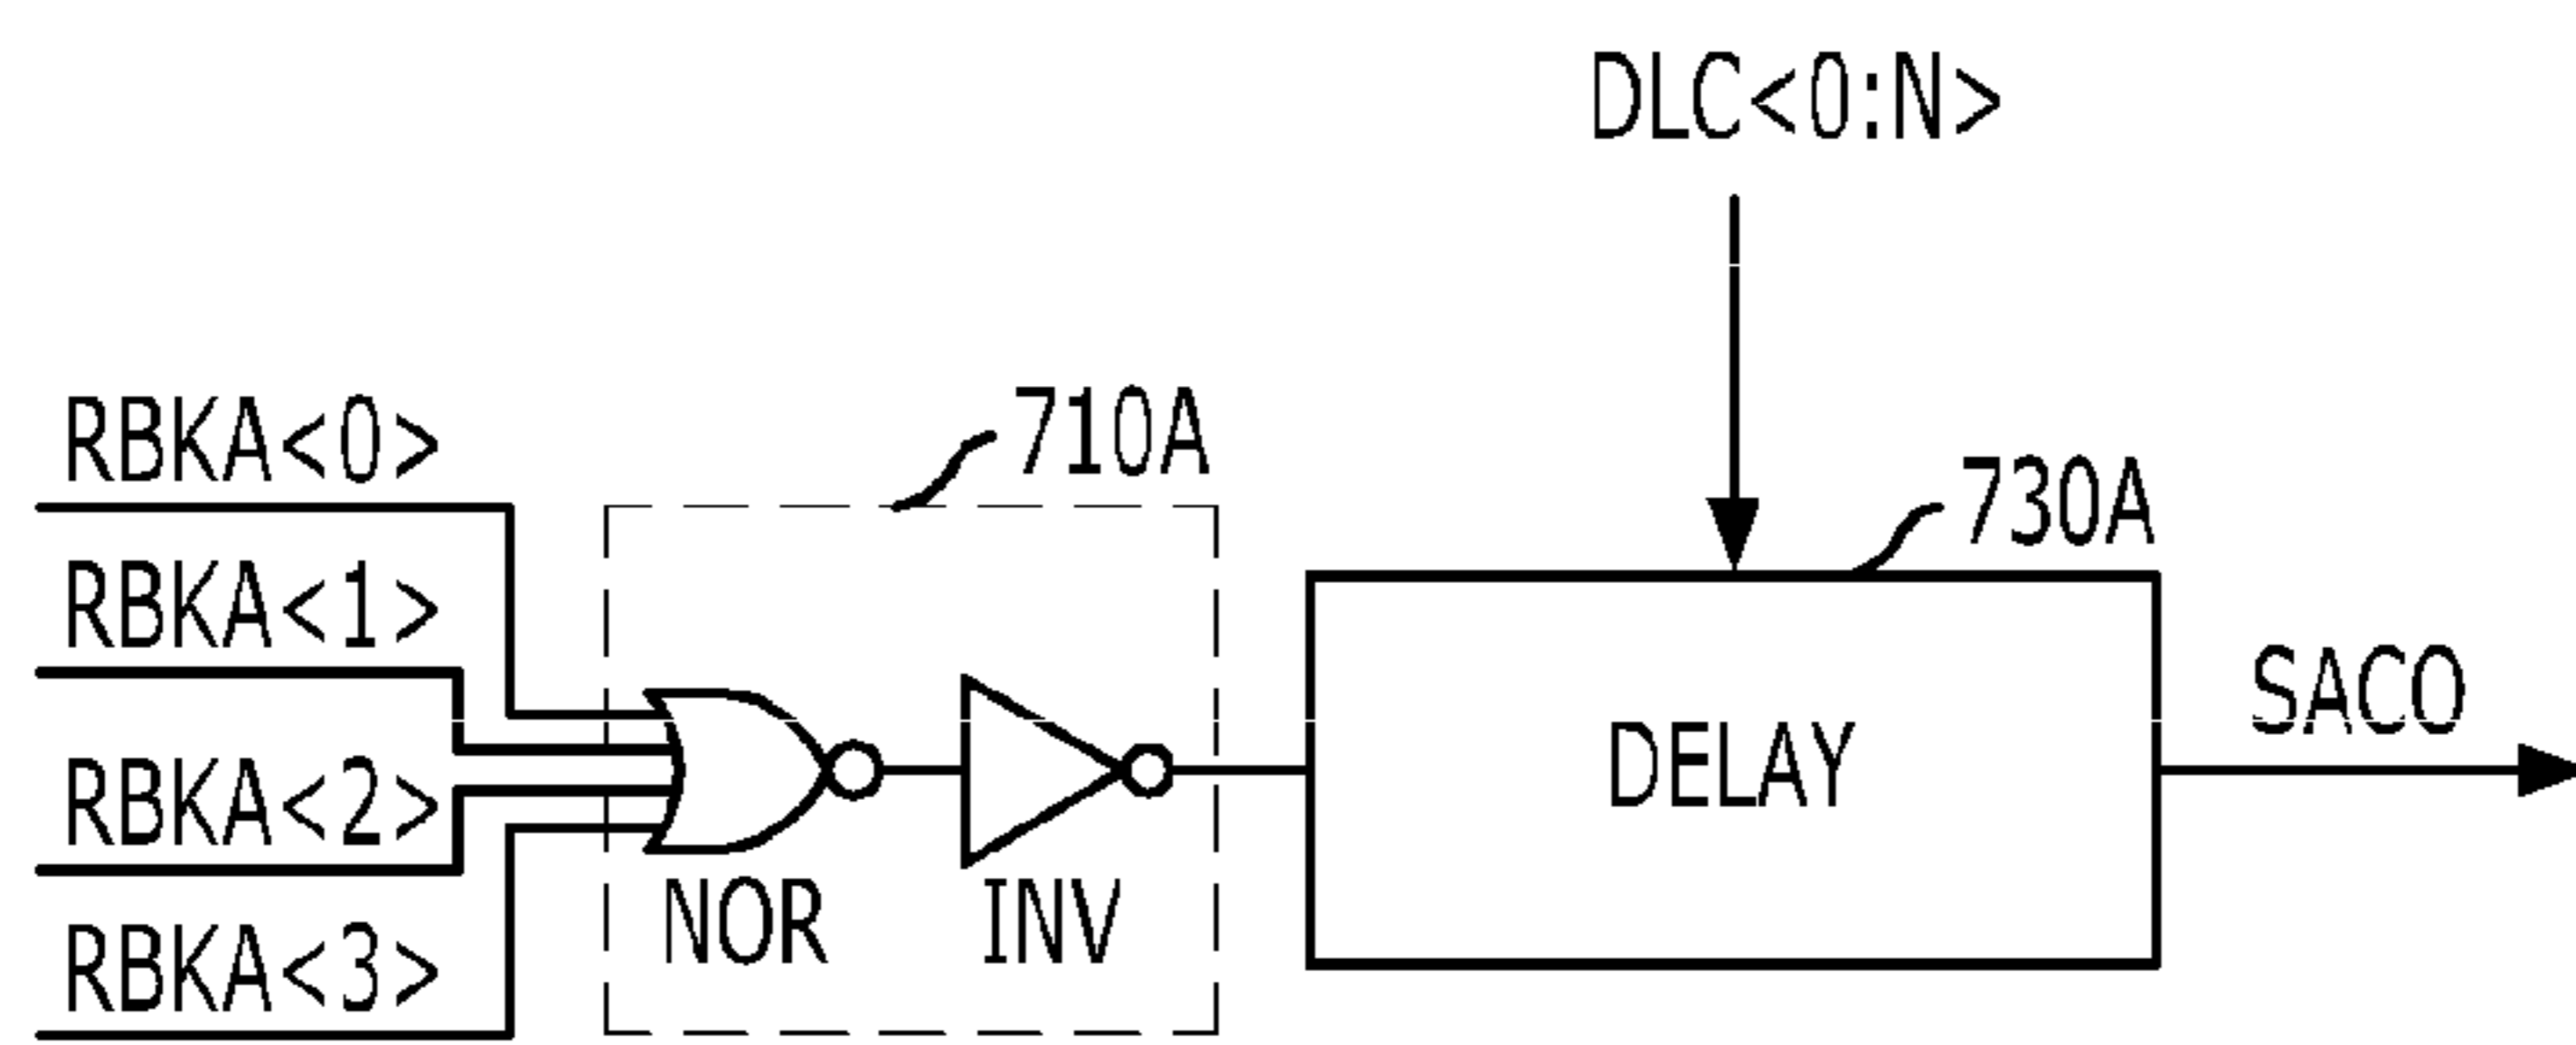 DLC<0:N>
RBKA<0>
710A
RBKA<1>
730A
RBKA<2>
DELAY
SACO
RBKA<3>
NOR
INV